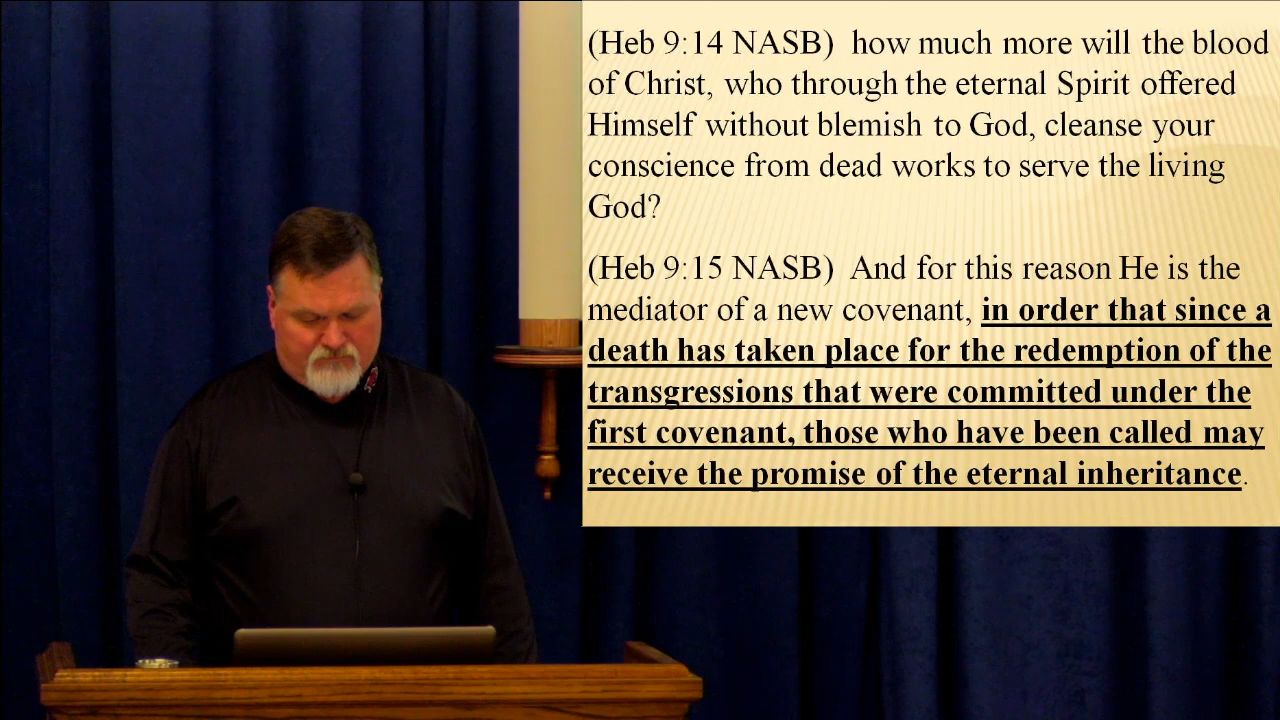 (Heb 9:14 NASB) how much more will the blood
of Christ, who through the eternal Spirit offered
Himself without blemish to God, cleanse your
conscience from dead works to serve the living
God?
(Heb 9:15 NASB) And for this reason He is the
mediator of a new covenant, in order that since a
death has taken place for the redemption of the
transgressions that were committed under the
first covenant, those who have been called may
receive the promise of the eternal inheritance.